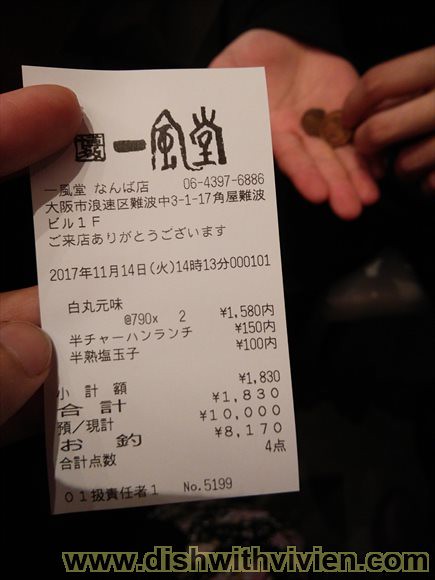 一風堂
一風堂 なんば店 06-4397-6886
大阪市浪速区難波中3-1-17角屋難波
ビル1F
ご来店ありがとうございます
2017年11月14日(火)14時13分000101
白丸元味
@790x 2 ¥1,580内
半チャーハンランチ ¥150内
半熟塩玉子 ¥100内
小計額 ¥1,830
合計 ¥1,830
預/現計 ¥10,000
お釣 ¥8,170
合計点数 4点
01扱責任者1 No.5199
www.dishwithvivien.com